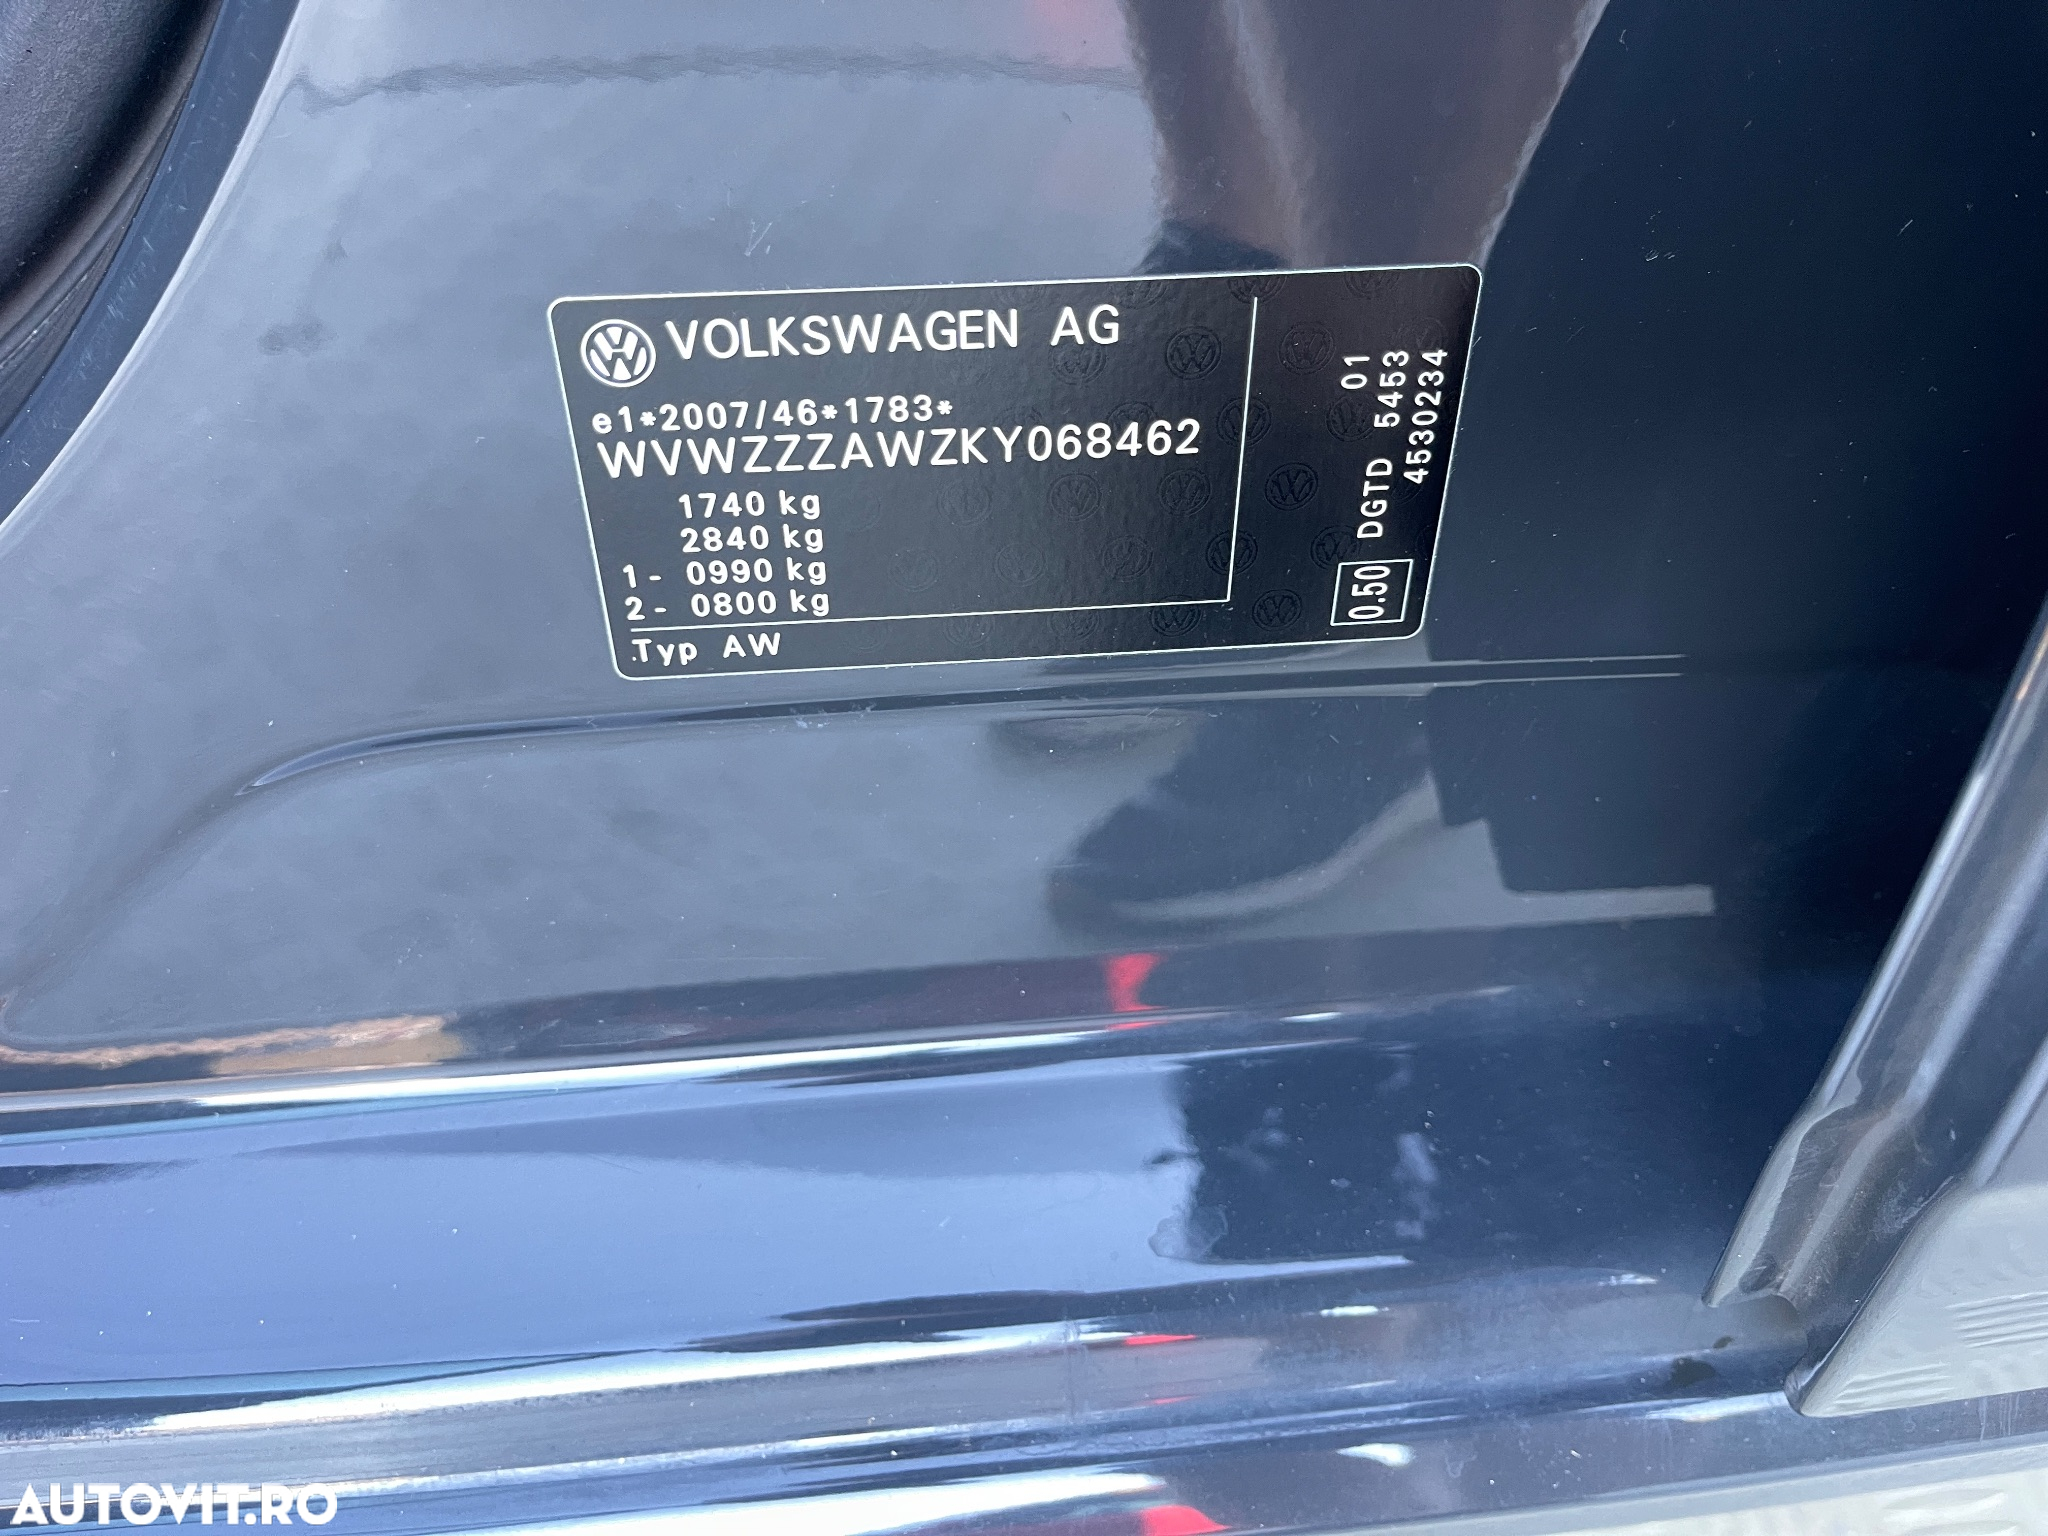 VOLKSWAGEN AG
e1*2007/46*1783*
WVWZZZAWZKY068462
1740 kg
2840 kg
1- 0990 kg
2- 0800 kg
Typ AW
01
DGTD 5453
4530234
0.50
AUTOVIT.RO